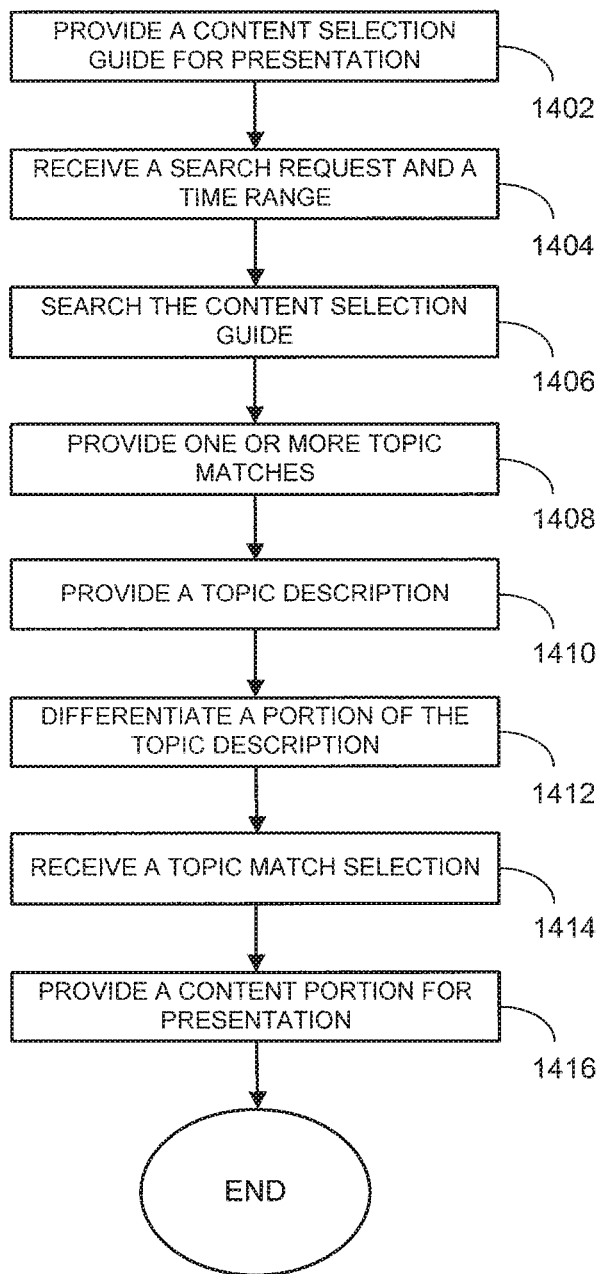 PROVIDE A CONTENT SELECTION
GUIDE FOR PRESENTATION
1402
RECEIVE A SEARCH REQUEST AND A
TIME RANGE
1404
SEARCH THE CONTENT SELECTION
GUIDE
1406
PROVIDE ONE OR MORE TOPIC
MATCHES
1408
PROVIDE A TOPIC DESCRIPTION
1410
DIFFERENTIATE A PORTION OF THE
TOPIC DESCRIPTION
1412
RECEIVE A TOPIC MATCH SELECTION
1414
PROVIDE A CONTENT PORTION FOR
PRESENTATION
1416
END